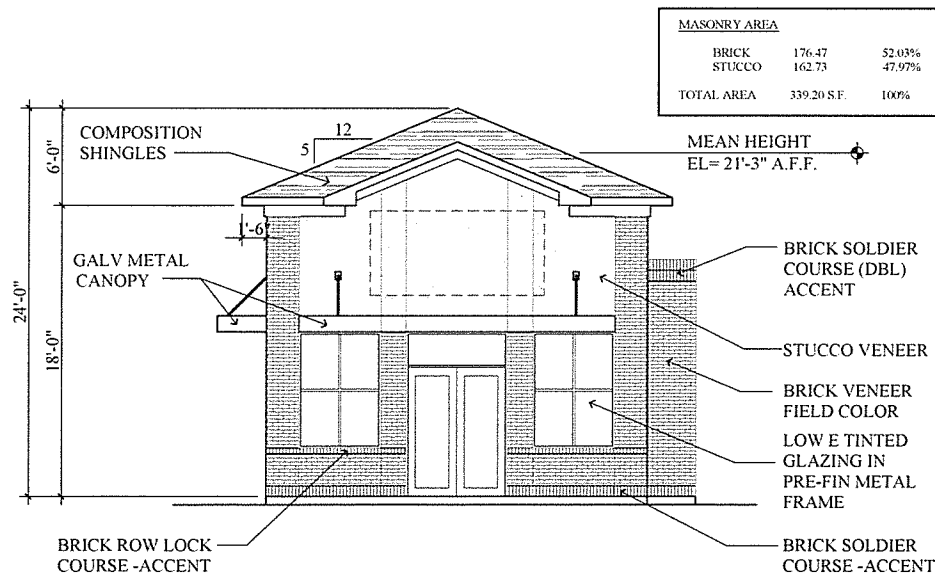 MASONRY AREA
BRICK 176.47 52.03%
STUCCO 162.73 47.97%
TOTAL AREA 339.20 S.F. 100%
COMPOSITION
SHINGLES
12
5
MEAN HEIGHT
EL= 21'-3" A.F.F.
6'-0"
1'-6"
GALV METAL
CANOPY
24'-0"
18'-0"
BRICK SOLDIER
COURSE (DBL)
ACCENT
STUCCO VENEER
BRICK VENEER
FIELD COLOR
LOW E TINTED
GLAZING IN
PRE-FIN METAL
FRAME
BRICK ROW LOCK
COURSE -ACCENT
BRICK SOLDIER
COURSE -ACCENT